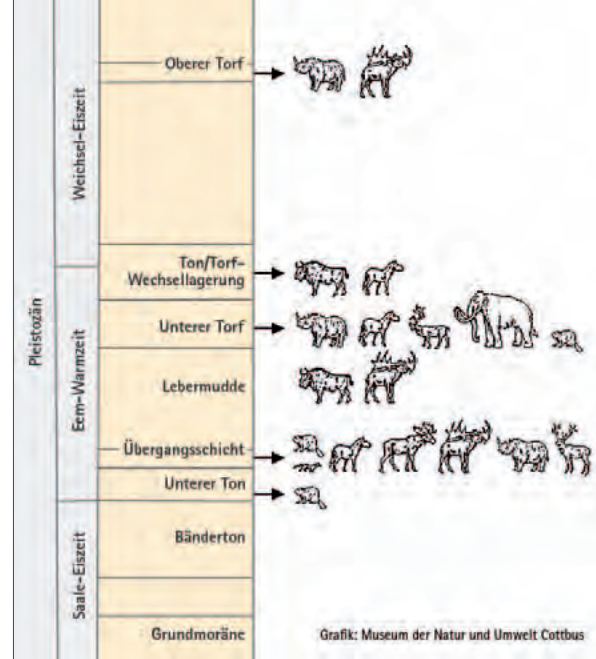 Pleistozän
Weichsel-Eiszeit
Eem-Warmzeit
Saale-Eiszeit
Oberer Torf
Ton/Torf-
Wechsellagerung
Unterer Torf
Lebermudde
Übergangsschicht
Unterer Ton
Bänderton
Grundmoräne
Grafik: Museum der Natur und Umwelt Cottbus